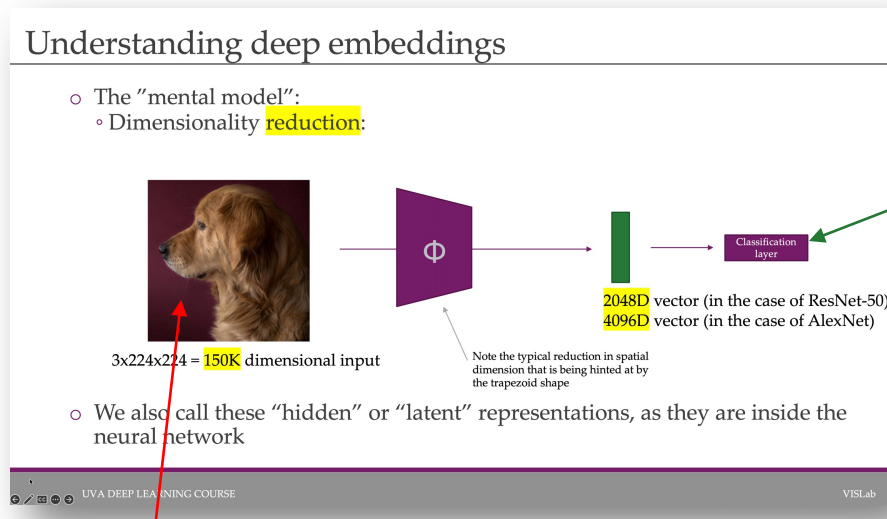 Understanding deep embeddings
o The ”mental model”:
▫ Dimensionality reduction:
Φ
Classification
layer
2048D vector (in the case of ResNet-50)
4096D vector (in the case of AlexNet)
3x224x224 = 150K dimensional input
Note the typical reduction in spatial
dimension that is being hinted at by
the trapezoid shape
o We also call these “hidden” or “latent” representations, as they are inside the
neural network
UVA DEEP LEARNING COURSE
VISLab